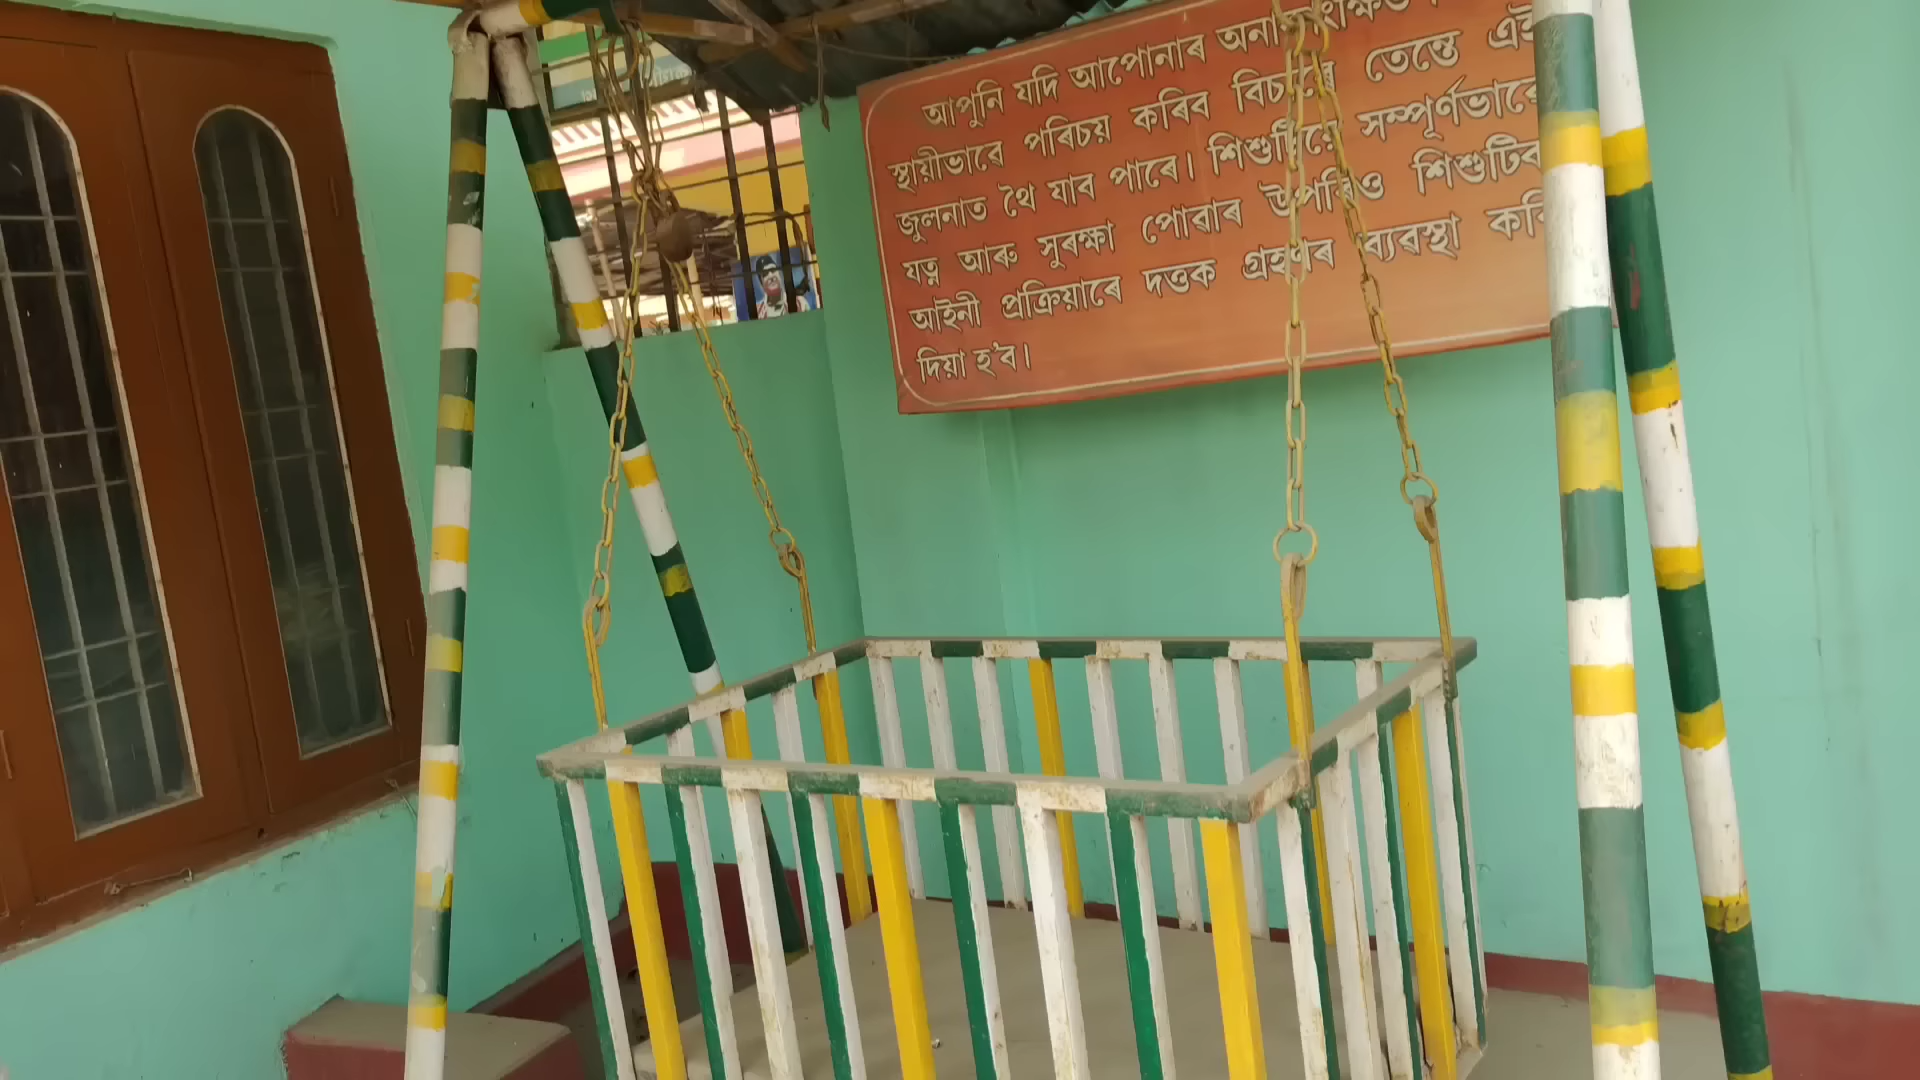 আপুনি যদি আপোনাৰ
স্থায়ীভাৱে পৰিচয় কৰিব বিচাৰে তেন্তে এই
জুলনাত থৈ যাব পাৰে। শিশুটিয়ে সম্পূৰ্ণভাৱে
যত্ন আৰু সুৰক্ষা পোৱাৰ উপৰিও শিশুটিৰ
আইনী প্ৰক্ৰিয়াৰে দত্তক গ্ৰহণৰ ব্যৱস্থা কৰি
দিয়া হ'ব।